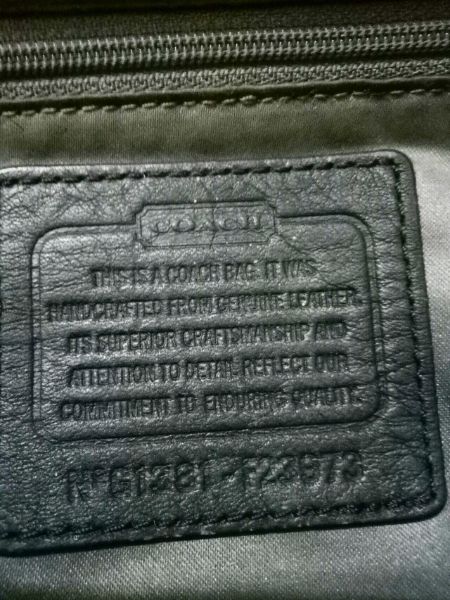 COACH
THIS IS A COACH BAG. IT WAS
HANDCRAFTED FROM GENUINE LEATHER.
ITS SUPERIOR CRAFTSMANSHIP AND
ATTENTION TO DETAIL REFLECT OUR
COMMITMENT TO ENDURING QUALITY.
Nº G1381-F23973